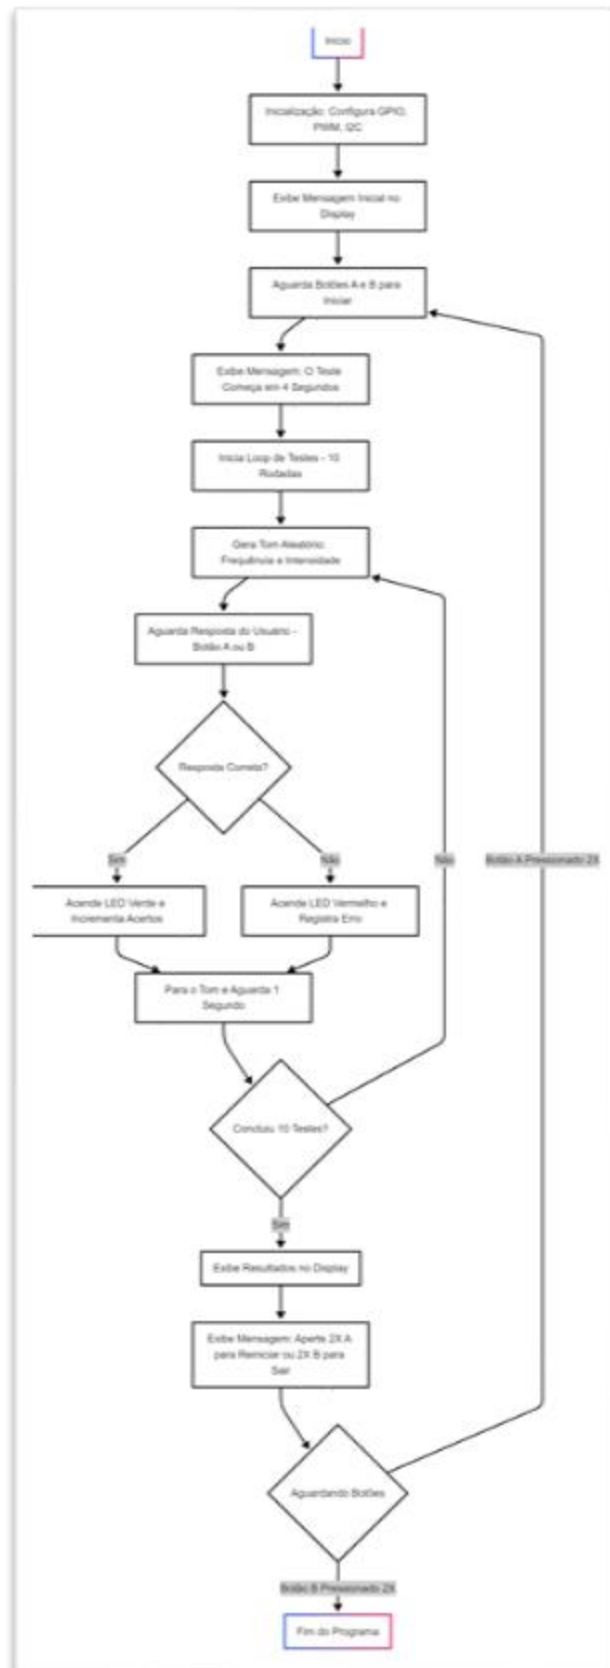 Início
Inicialização: Configura GPIO,
PWM, I2C
Exibe Mensagem Inicial no
Display
Aguarda Botões A e B para
Iniciar
Exibe Mensagem: O Teste
Começa em 4 Segundos
Inicia Loop de Testes - 10
Rodadas
Gera Tom Aleatório:
Frequência e Intensidade
Aguarda Resposta do Usuário -
Botão A ou B
Resposta Correta?
Sim
Não
Não
Botão A Pressionado 2X
Acende LED Verde e
Incrementa Acertos
Acende LED Vermelho e
Registra Erro
Para o Tom e Aguarda 1
Segundo
Concluiu 10 Testes?
Sim
Exibe Resultados no Display
Exibe Mensagem: Aperte 2X A
para Reiniciar ou 2X B para
Sair
Aguardando Botões
Botão B Pressionado 2X
Fim do Programa